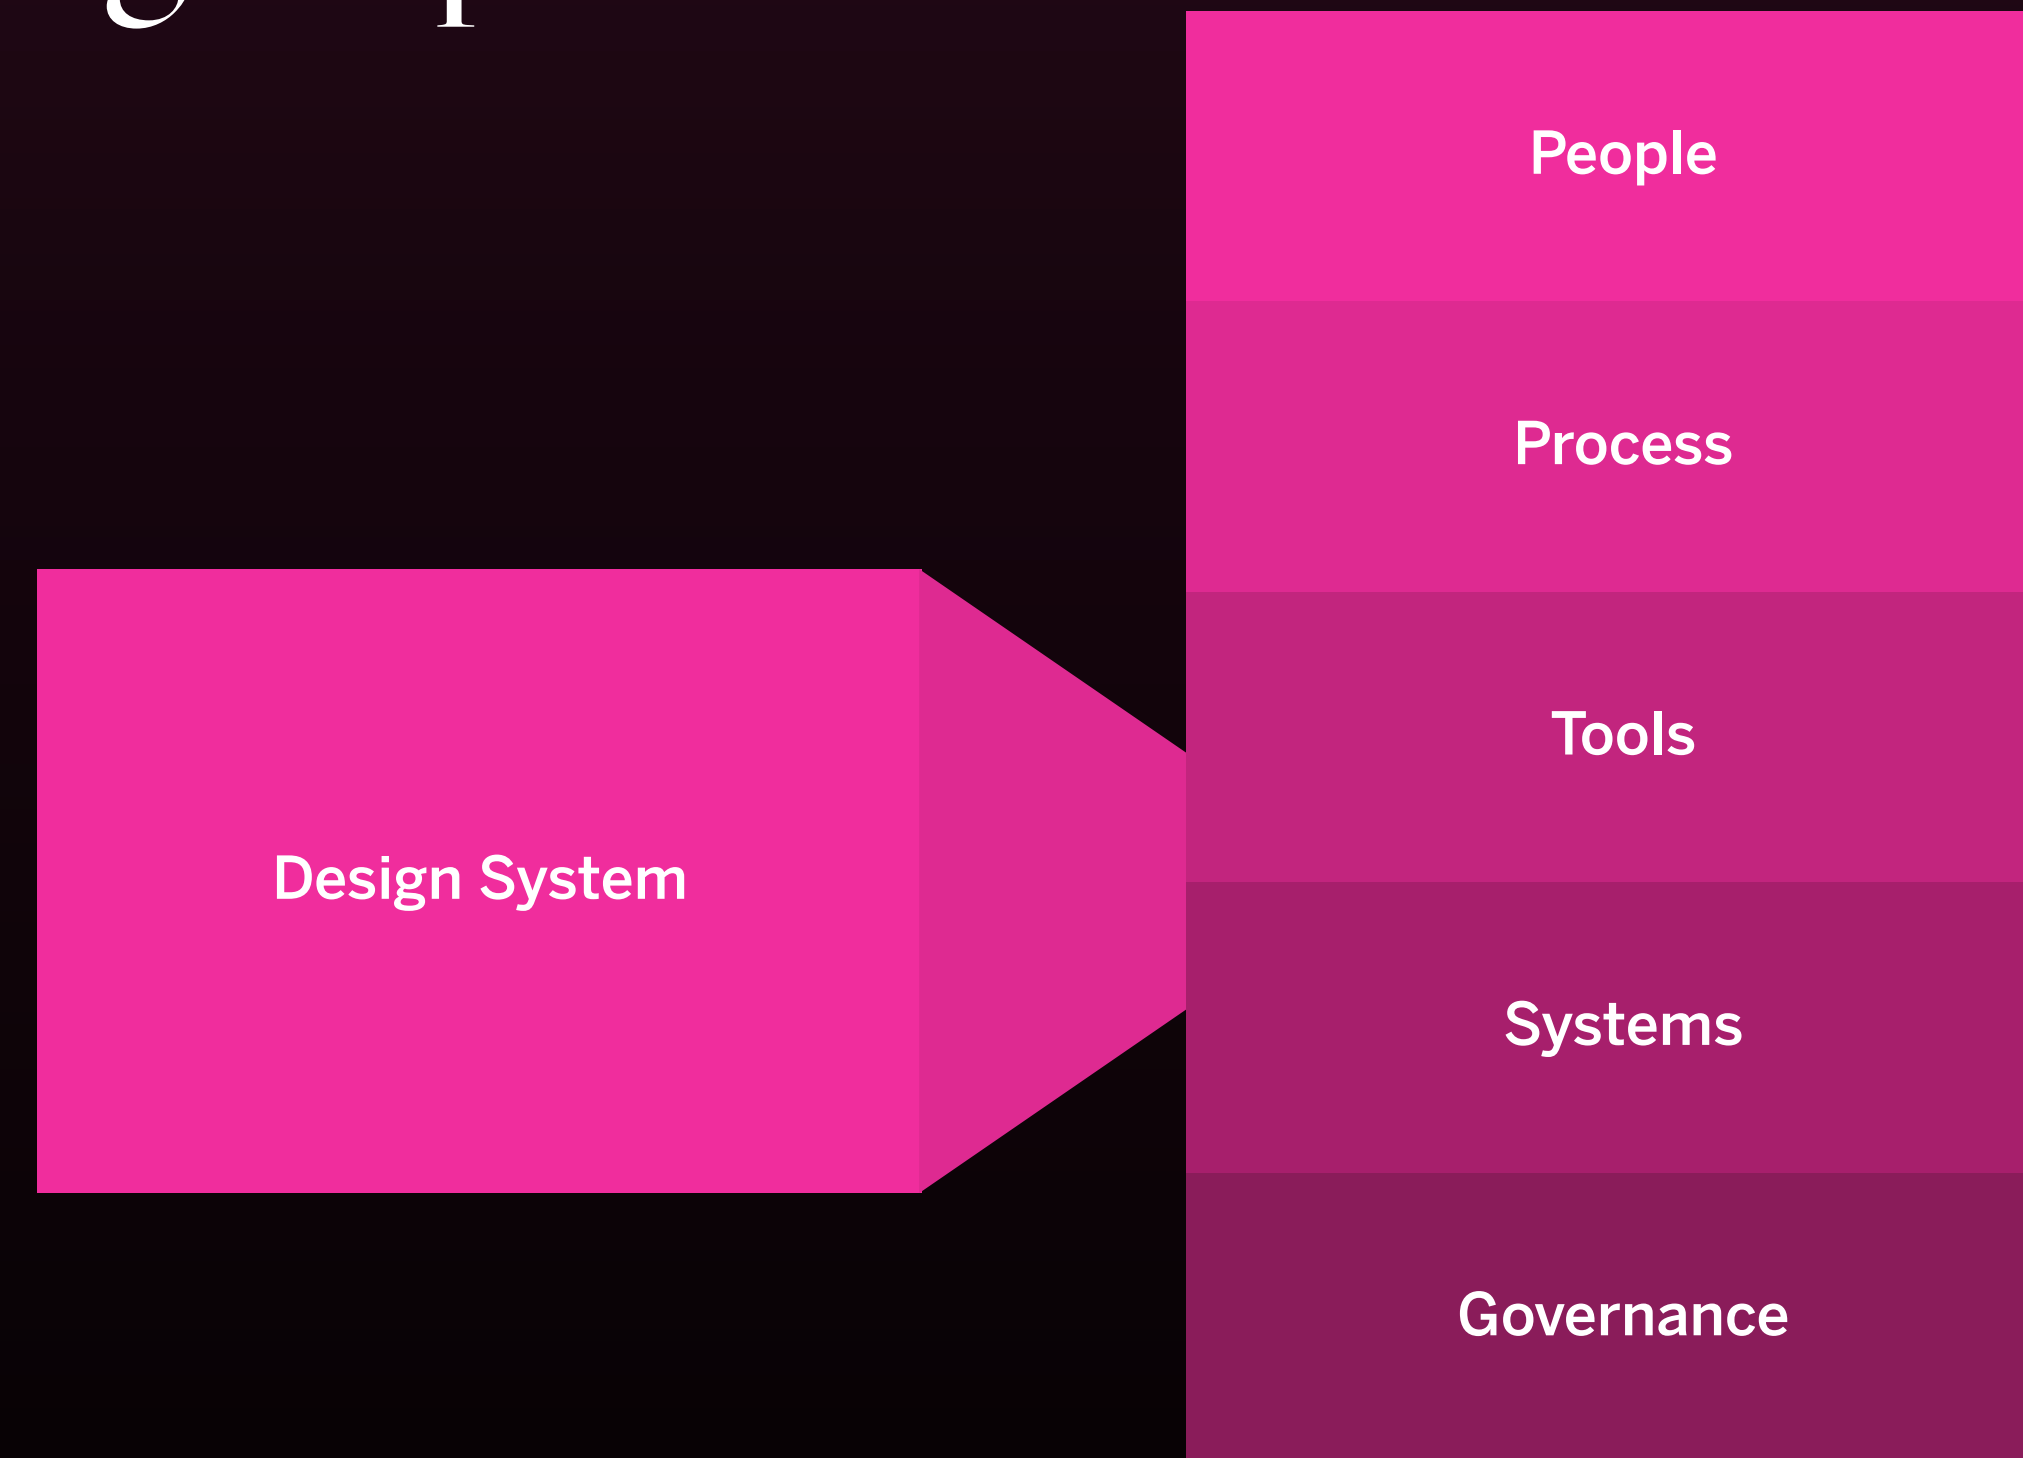 Design System
People
Process
Tools
Systems
Governance